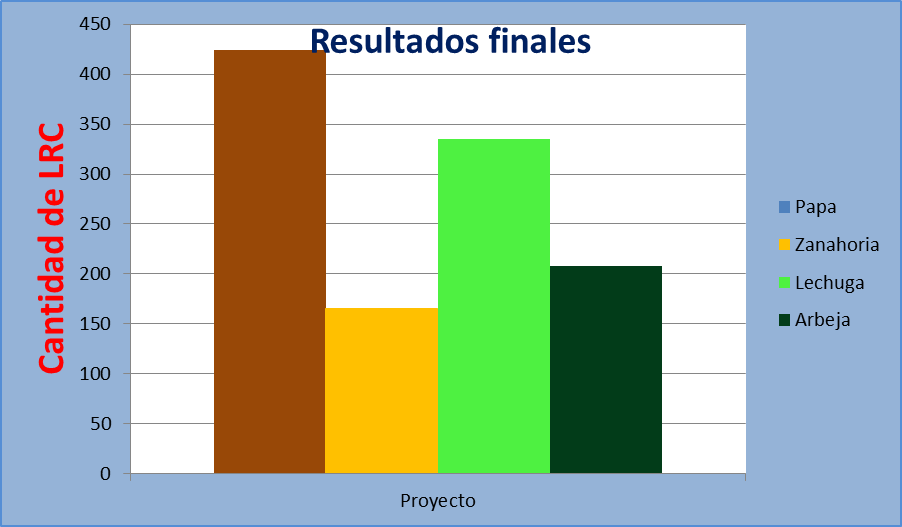 Resultados finales
Cantidad de LRC
450
400
350
300
250
200
150
100
50
0
Proyecto
Papa
Zanahoria
Lechuga
Arbeja